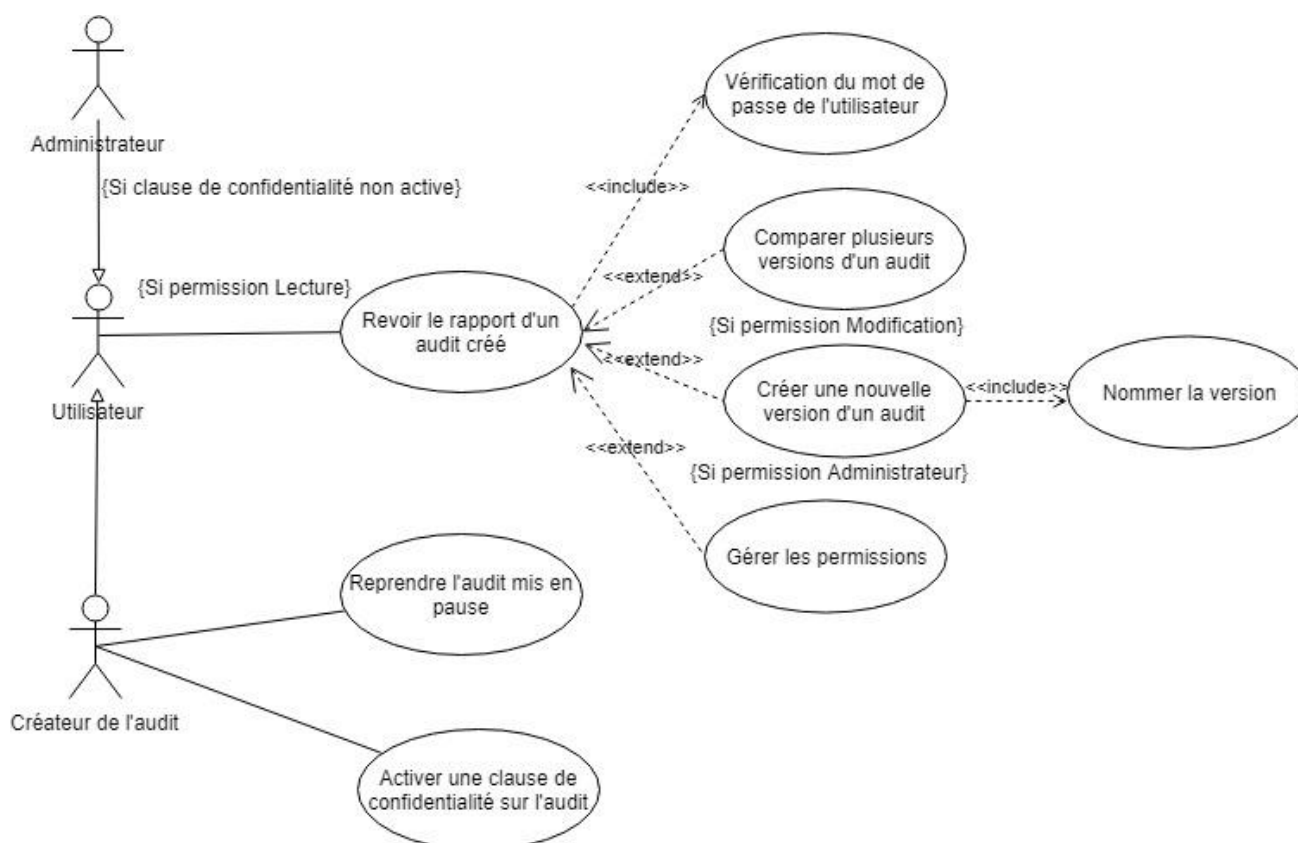 Administrateur
{Si clause de confidentialité non active}
{Si permission Lecture}
Utilisateur
Créateur de l'audit
Revoir le rapport d'un
audit créé
Reprendre l'audit mis en
pause
Activer une clause de
confidentialité sur l'audit
<<include>>
Vérification du mot de
passe de l'utilisateur
<<extend>>
Comparer plusieurs
versions d'un audit
{Si permission Modification}
<<extend>>
Créer une nouvelle
version d'un audit
<<include>>
Nommer la version
<<extend>>
{Si permission Administrateur}
Gérer les permissions